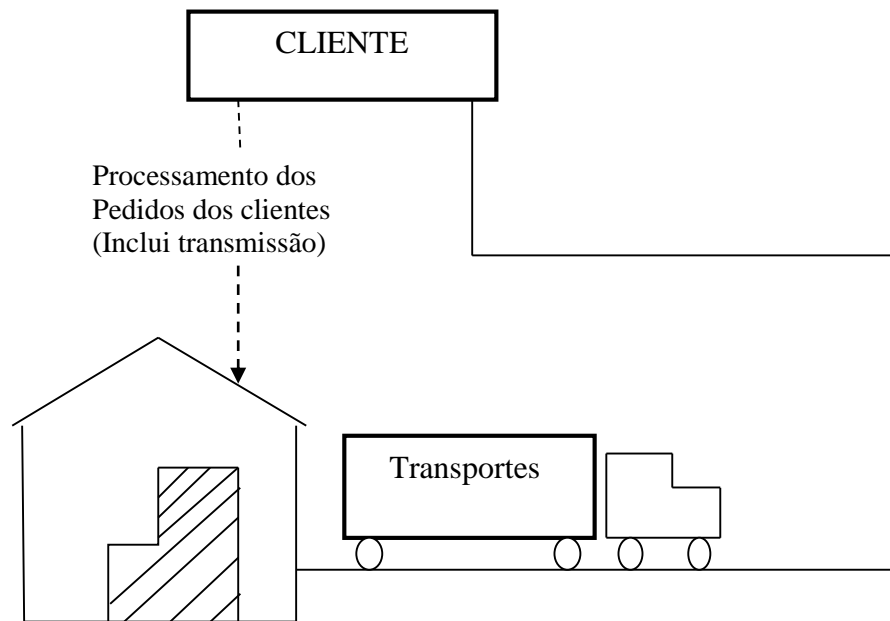 CLIENTE
Processamento dos
Pedidos dos clientes
(Inclui transmissão)
Transportes